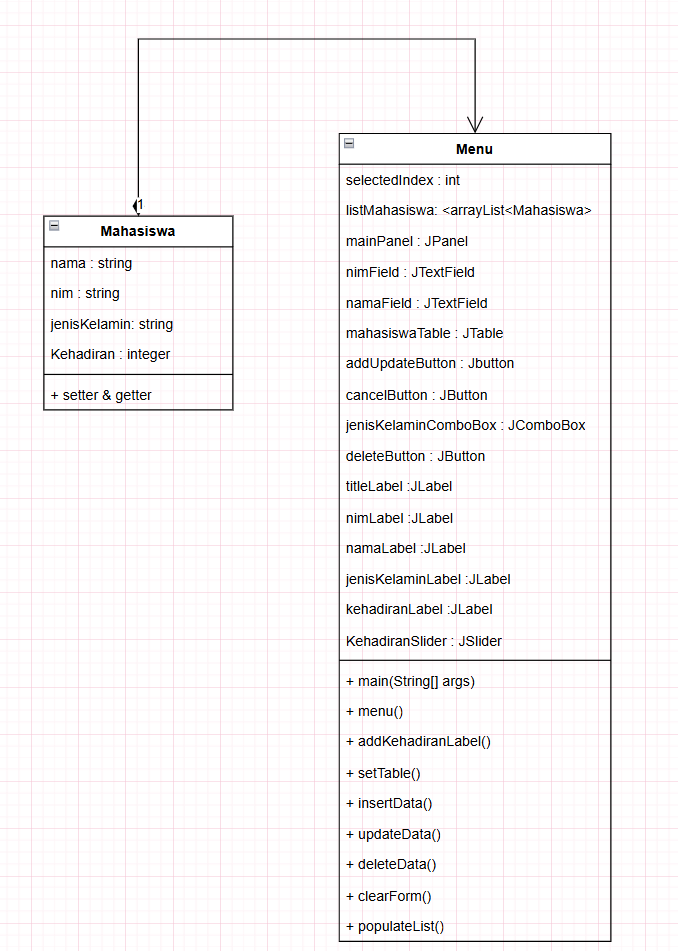 1
Mahasiswa
nama : string
nim : string
jenisKelamin: string
Kehadiran : integer
+ setter & getter
Menu
selectedIndex : int
listMahasiswa: <arrayList<Mahasiswa>
mainPanel : JPanel
nimField : JTextField
namaField : JTextField
mahasiswaTable : JTable
addUpdateButton : Jbutton
cancelButton : JButton
jenisKelaminComboBox : JComboBox
deleteButton : JButton
titleLabel :JLabel
nimLabel :JLabel
namaLabel :JLabel
jenisKelaminLabel :JLabel
kehadiranLabel :JLabel
KehadiranSlider : JSlider
+ main(String[] args)
+ menu()
+ addKehadiranLabel()
+ setTable()
+ insertData()
+ updateData()
+ deleteData()
+ clearForm()
+ populateList()